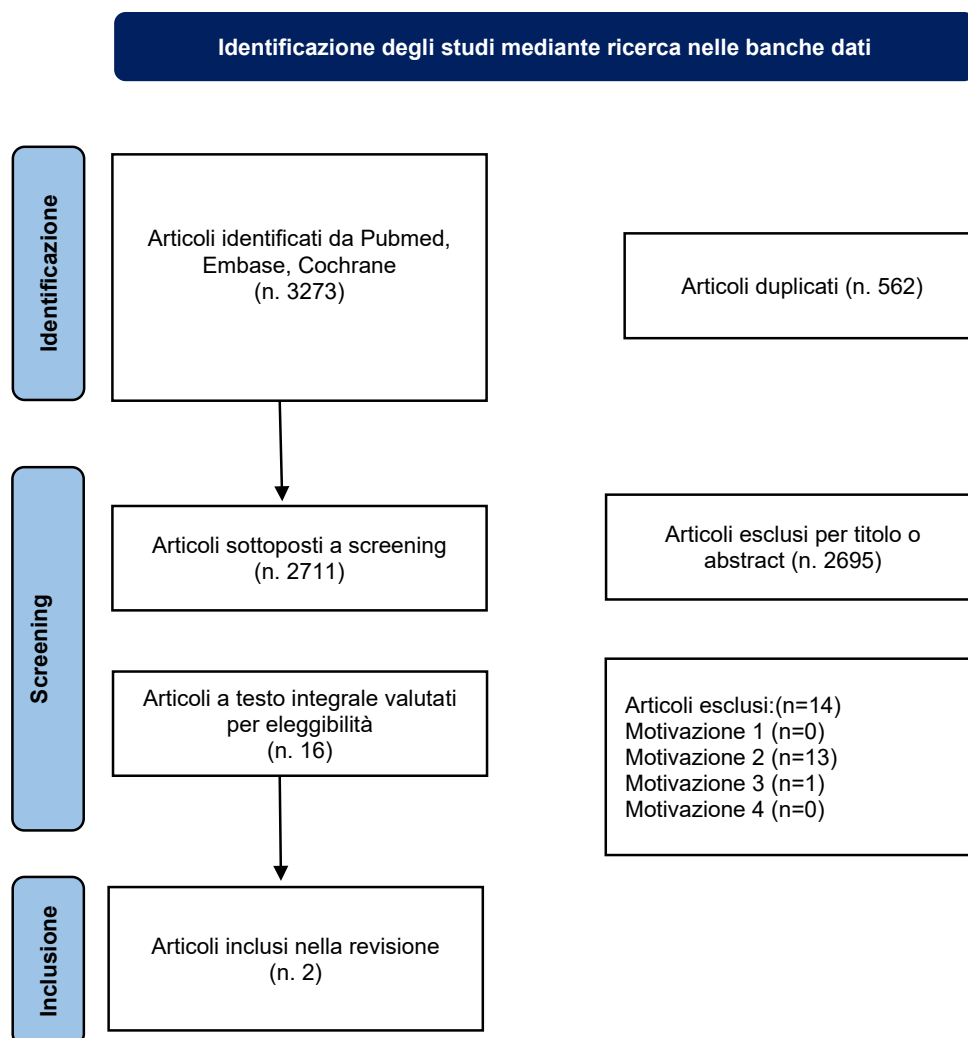 Identificazione degli studi mediante ricerca nelle banche dati
Identificazione
Articoli identificati da Pubmed,
Embase, Cochrane
(n. 3273)
Articoli duplicati (n. 562)
Screening
Articoli sottoposti a screening
(n. 2711)
Articoli esclusi per titolo o
abstract (n. 2695)
Articoli a testo integrale valutati
per eleggibilità
(n. 16)
Articoli esclusi:(n=14)
Motivazione 1 (n=0)
Motivazione 2 (n=13)
Motivazione 3 (n=1)
Motivazione 4 (n=0)
Inclusione
Articoli inclusi nella revisione
(n. 2)